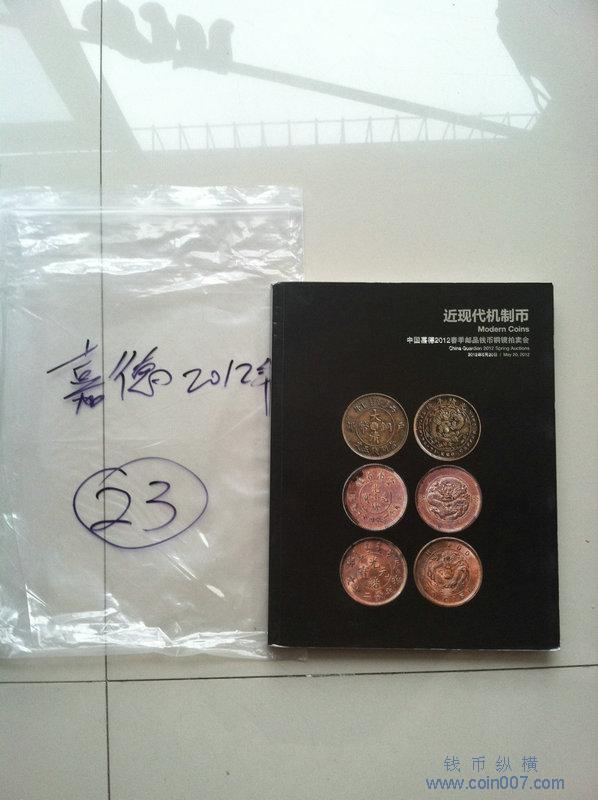 嘉德2012年
23
近现代机制币
Modern Coins
中国嘉德2012春季邮品钱币铜镜拍卖会
China Guardian 2012 Spring Auctions
2012年5月20日 / May 20, 2012
钱币纵横
www.coin007.com